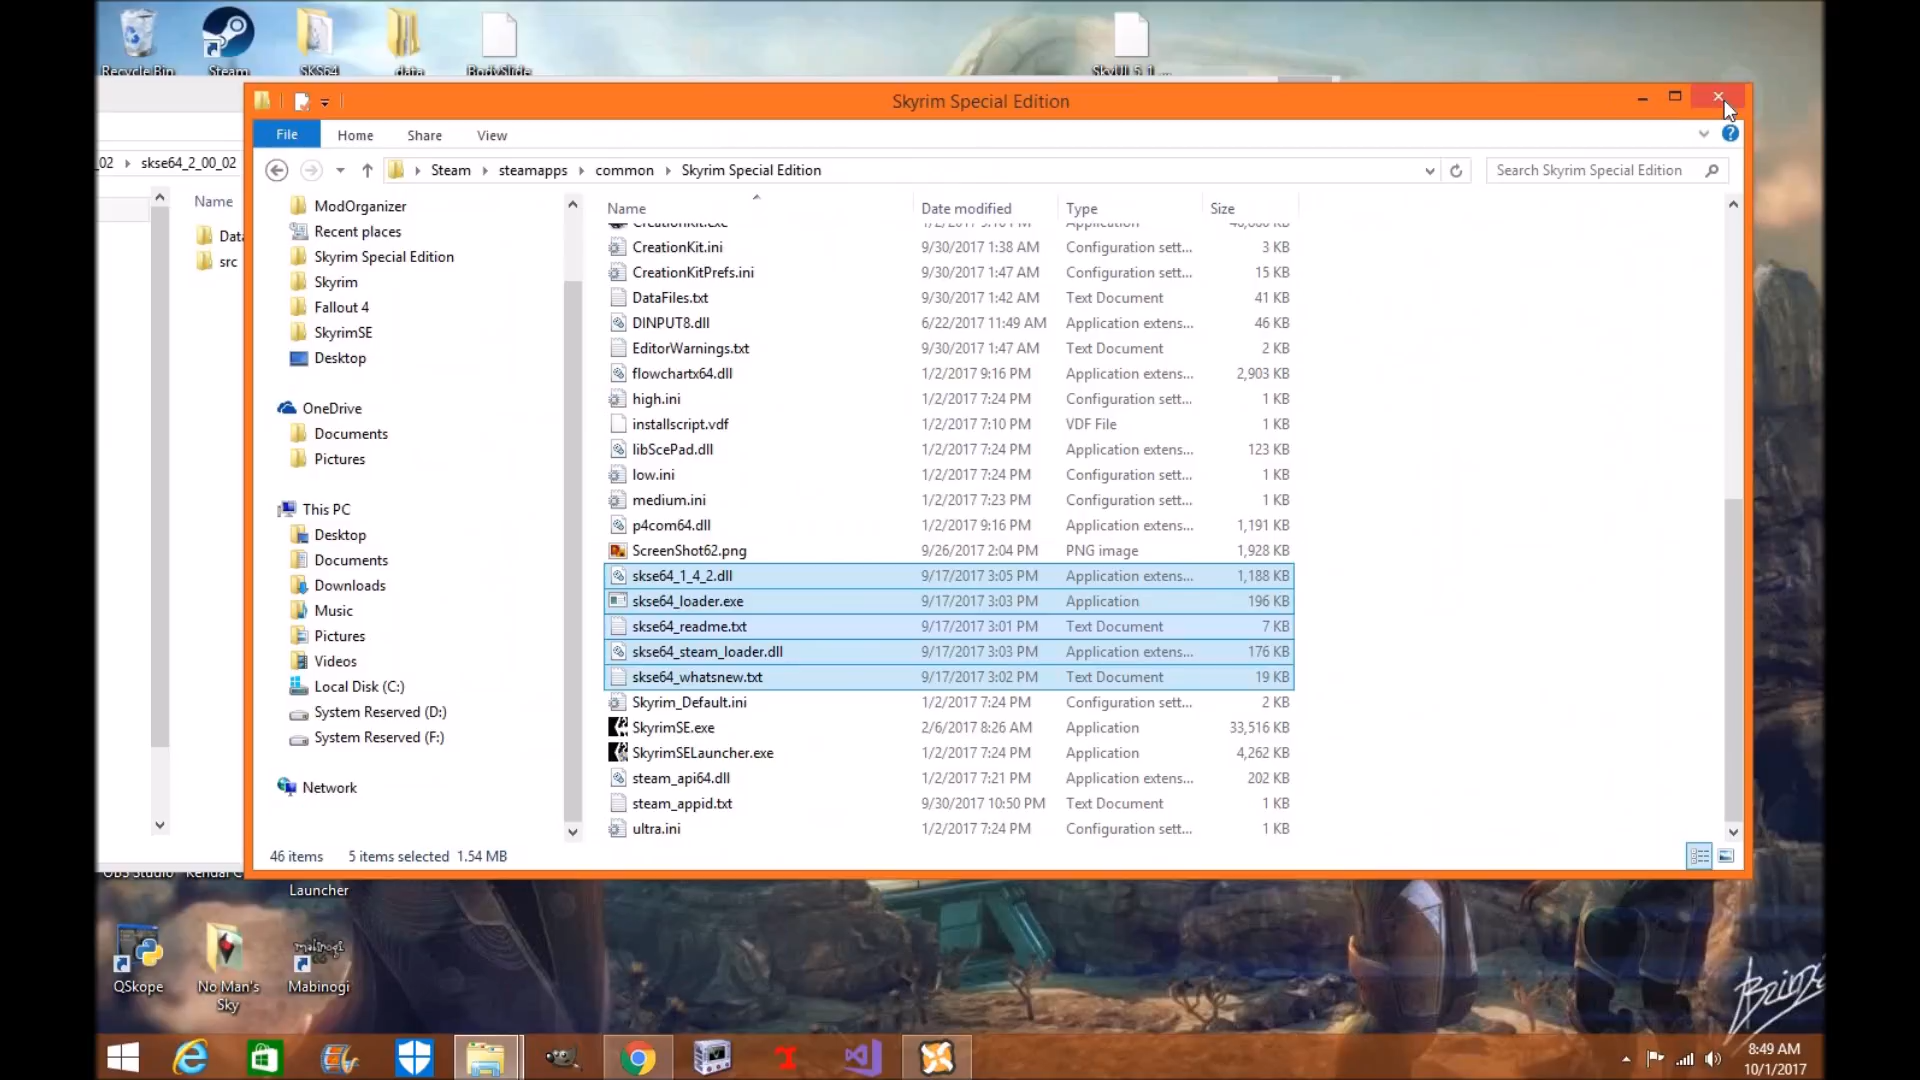 Recycle Bin Steam SKS64 data BodySlide SkyUI 5 1 ...
Skyrim Special Edition
File Home Share View
_02 skse64_2_00_02
Steam steamapps common Skyrim Special Edition
Search Skyrim Special Edition
Name
Data
src
ModOrganizer
Recent places
Skyrim Special Edition
Skyrim
Fallout 4
SkyrimSE
Desktop
OneDrive
Documents
Pictures
This PC
Desktop
Documents
Downloads
Music
Pictures
Videos
Local Disk (C:)
System Reserved (D:)
System Reserved (F:)
Network
Name Date modified Type Size
CreationKit.exe Application
CreationKit.ini 9/30/2017 1:38 AM Configuration sett... 3 KB
CreationKitPrefs.ini 9/30/2017 1:47 AM Configuration sett... 15 KB
DataFiles.txt 9/30/2017 1:42 AM Text Document 41 KB
DINPUT8.dll 6/22/2017 11:49 AM Application extens... 46 KB
EditorWarnings.txt 9/30/2017 1:47 AM Text Document 2 KB
flowchartx64.dll 1/2/2017 9:16 PM Application extens... 2,903 KB
high.ini 1/2/2017 7:24 PM Configuration sett... 1 KB
installscript.vdf 1/2/2017 7:10 PM VDF File 1 KB
libScePad.dll 1/2/2017 7:24 PM Application extens... 123 KB
low.ini 1/2/2017 7:24 PM Configuration sett... 1 KB
medium.ini 1/2/2017 7:23 PM Configuration sett... 1 KB
p4com64.dll 1/2/2017 9:16 PM Application extens... 1,191 KB
ScreenShot62.png 9/26/2017 2:04 PM PNG image 1,928 KB
skse64_1_4_2.dll 9/17/2017 3:05 PM Application extens... 1,188 KB
skse64_loader.exe 9/17/2017 3:03 PM Application 196 KB
skse64_readme.txt 9/17/2017 3:01 PM Text Document 7 KB
skse64_steam_loader.dll 9/17/2017 3:03 PM Application extens... 176 KB
skse64_whatsnew.txt 9/17/2017 3:02 PM Text Document 19 KB
Skyrim_Default.ini 1/2/2017 7:24 PM Configuration sett... 2 KB
SkyrimSE.exe 2/6/2017 8:26 AM Application 33,516 KB
SkyrimSELauncher.exe 1/2/2017 7:24 PM Application 4,262 KB
steam_api64.dll 1/2/2017 7:21 PM Application extens... 202 KB
steam_appid.txt 9/30/2017 10:50 PM Text Document 1 KB
ultra.ini 1/2/2017 7:24 PM Configuration sett... 1 KB
46 items 5 items selected 1.54 MB
OBS Studio Kendal C
Launcher
QSkope No Man's Mabinogi
Sky
8:49 AM
10/1/2017